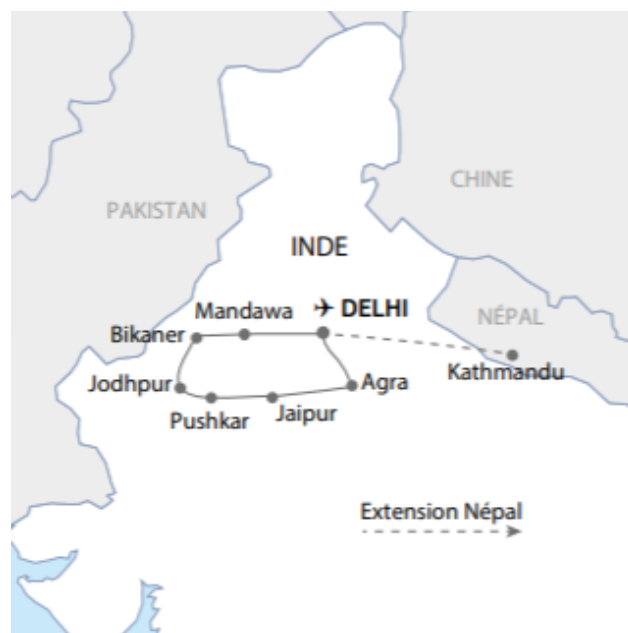 CHINE
PAKISTAN
INDE
Mandawa
✈ DELHI
NÉPAL
Bikaner
Kathmandu
Jodhpur
Agra
Pushkar
Jaipur
Extension Népal